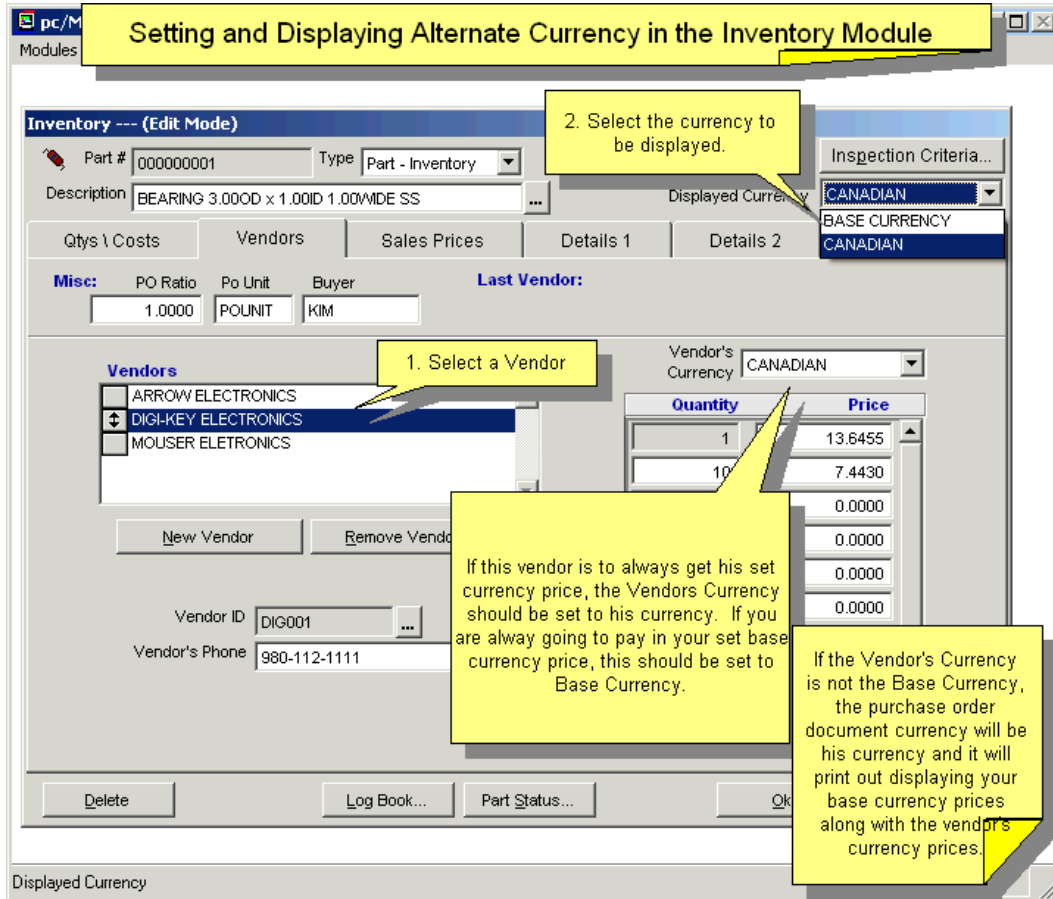 pc/M
Setting and Displaying Alternate Currency in the Inventory Module
Modules
Inventory --- (Edit Mode)
2. Select the currency to
be displayed.
Part # 000000001
Type Part - Inventory
Inspection Criteria...
Description BEARING 3.00OD x 1.00ID 1.00WIDE SS
...
Displayed Currency CANADIAN
BASE CURRENCY
CANADIAN
Qtys \ Costs
Vendors
Sales Prices
Details 1
Details 2
Misc:
PO Ratio
Po Unit
Buyer
Last Vendor:
1.0000
POUNIT
KIM
1. Select a Vendor
Vendors
ARROW ELECTRONICS
DIGI-KEY ELECTRONICS
MOUSER ELETRONICS
Vendor's
Currency
CANADIAN
Quantity
Price
1
13.6455
10
7.4430
0.0000
0.0000
0.0000
0.0000
New Vendor
Remove Vendo
If this vendor is to always get his set
currency price, the Vendors Currency
should be set to his currency. If you
are alway going to pay in your set base
currency price, this should be set to
Base Currency.
Vendor ID DIG001
...
Vendor's Phone 980-112-1111
If the Vendor's Currency
is not the Base Currency,
the purchase order
document currency will be
his currency and it will
print out displaying your
base currency prices
along with the vendor's
currency prices.
Delete
Log Book...
Part Status...
Ok
Displayed Currency